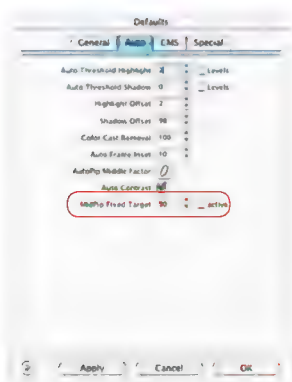 Defaults
General Auto CMS Special
Auto Threshold Highlight 2 Levels
Auto Threshold Shadow 0 Levels
Highlight Offset 2
Shadow Offset 98
Color Cast Removal 100
Auto Frame Inset 10
AutoPip Middle Factor 0
Auto Contrast
MidPip Fixed Target 50 active
Apply Cancel OK